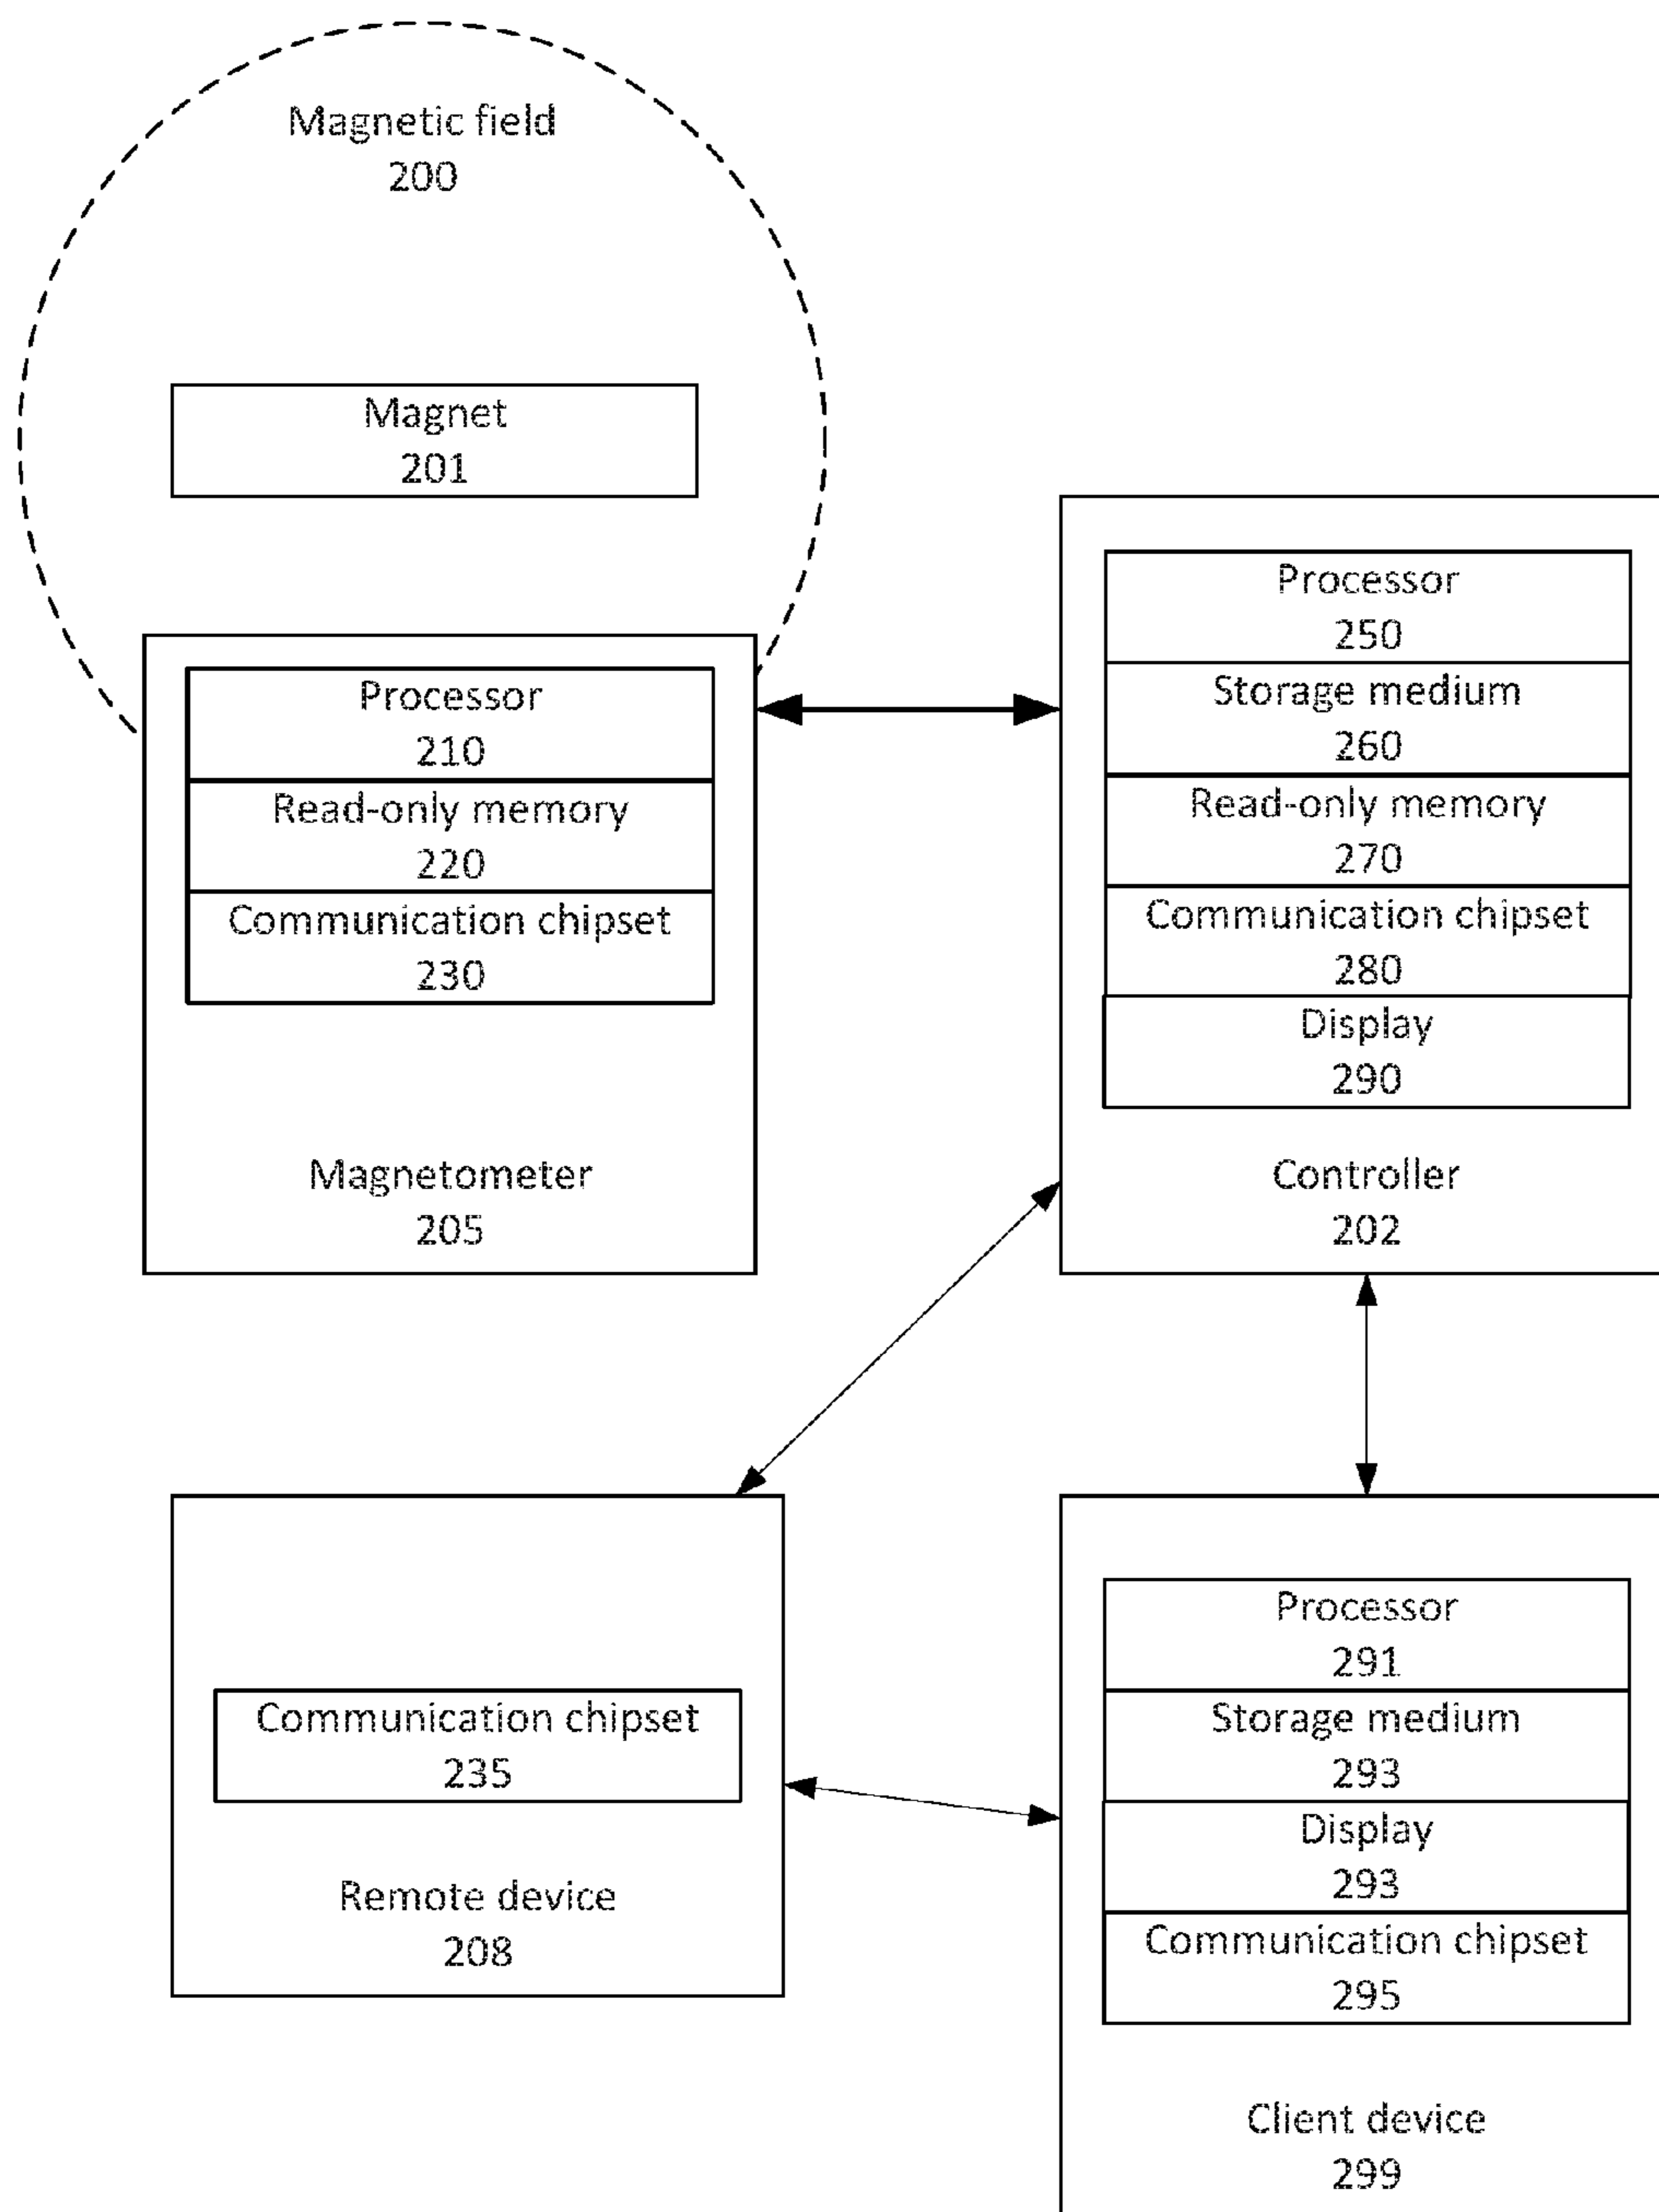 Magnetic field
200
Magnet
201
Processor
210
Read-only memory
220
Communication chipset
230
Magnetometer
205
Processor
250
Storage medium
260
Read-only memory
270
Communication chipset
280
Display
290
Controller
202
Communication chipset
235
Remote device
208
Processor
291
Storage medium
293
Display
293
Communication chipset
295
Client device
299